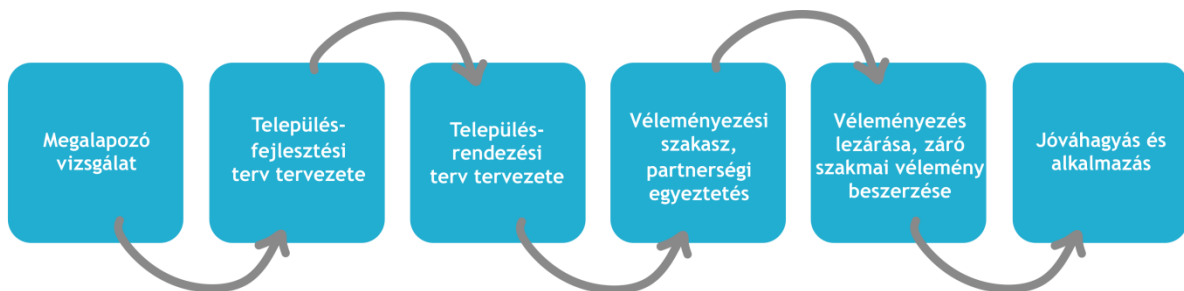 Megalapozó
vizsgálat
Település-
fejlesztési
terv tervezete
Település-
rendezési
terv tervezete
Véleményezési
szakasz,
partnerségi
egyeztetés
Véleményezés
lezárása, záró
szakmai vélemény
beszerzése
Jóváhagyás és
alkalmazás